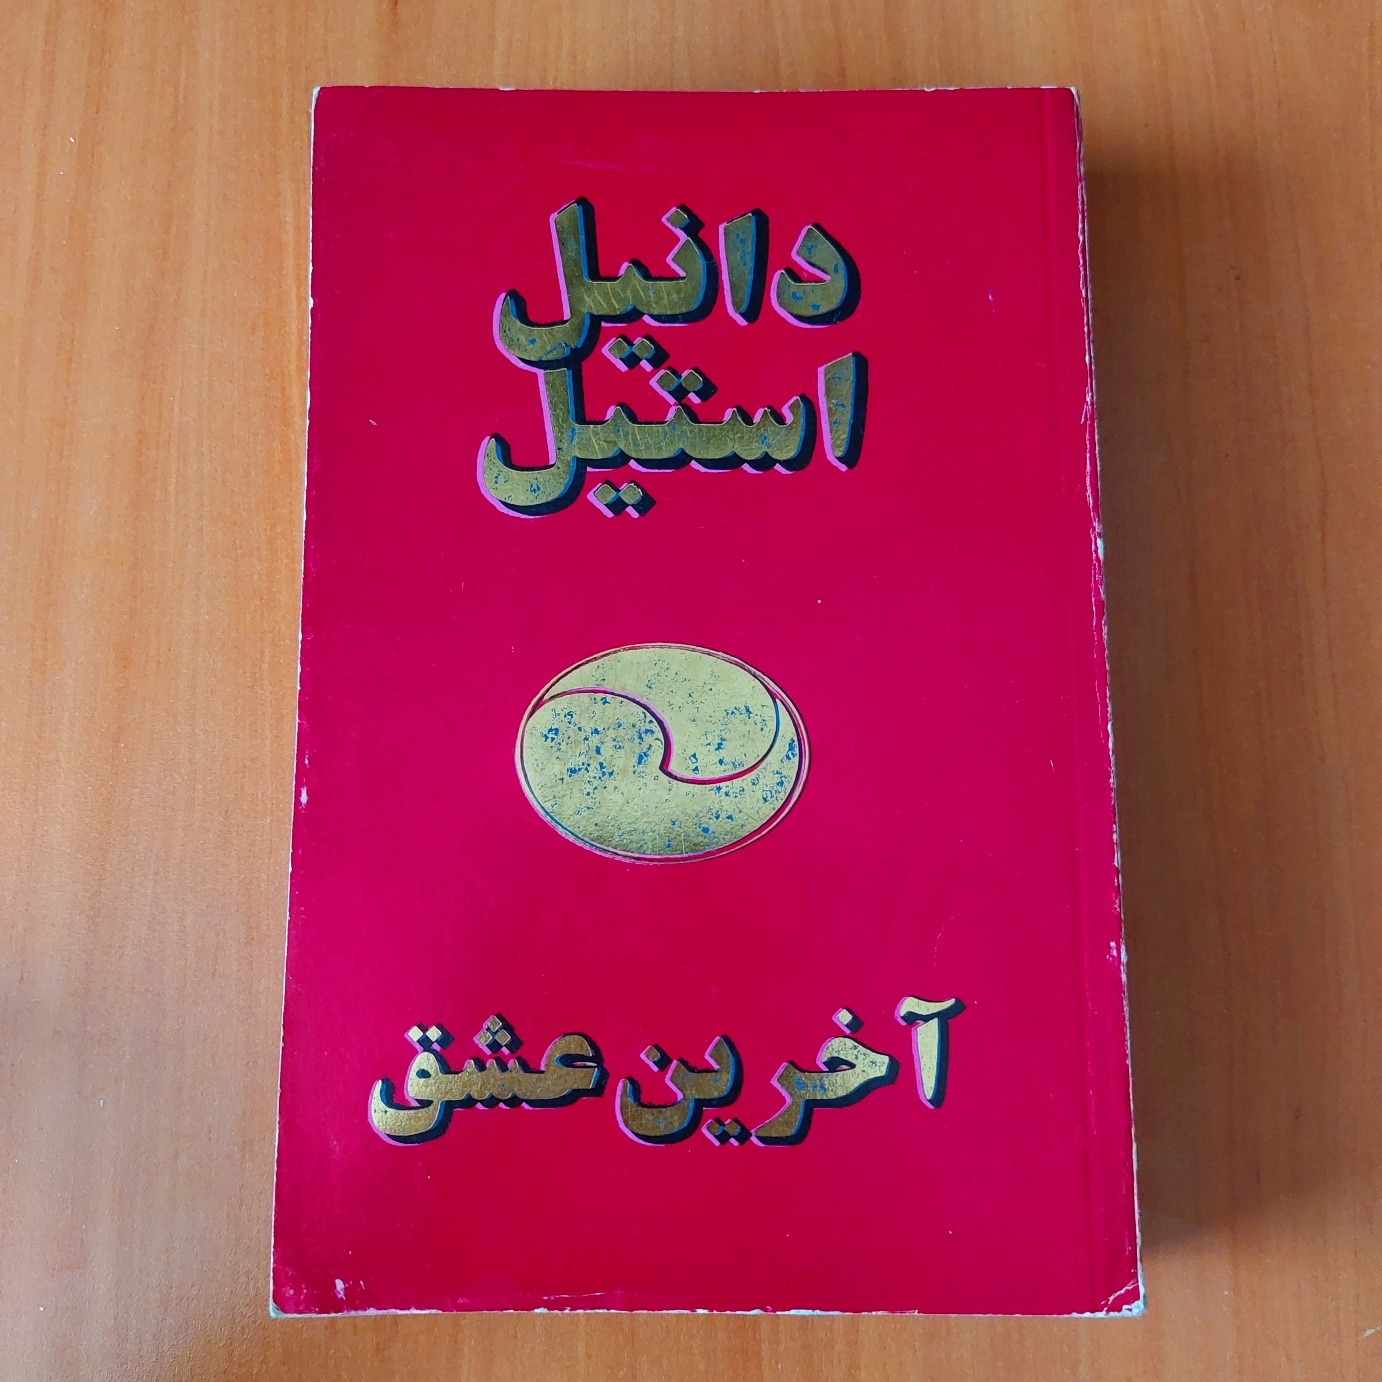 دانیل
استیل
آخرین عشق